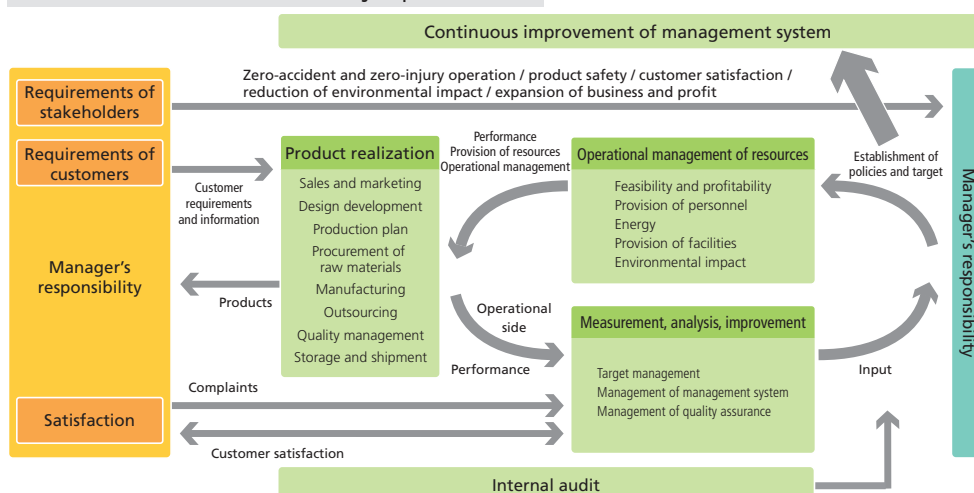 Continuous improvement of management system
Zero-accident and zero-injury operation / product safety / customer satisfaction /
reduction of environmental impact / expansion of business and profit
Requirements of
stakeholders
Requirements of
customers
Manager's
responsibility
Satisfaction
Customer
requirements
and information
Products
Product realization
Sales and marketing
Design development
Production plan
Procurement of
raw materials
Manufacturing
Outsourcing
Quality management
Storage and shipment
Performance
Provision of resources
Operational management
Operational management of resources
Feasibility and profitability
Provision of personnel
Energy
Provision of facilities
Environmental impact
Establishment of
policies and target
Operational
side
Performance
Measurement, analysis, improvement
Target management
Management of management system
Management of quality assurance
Input
Complaints
Customer satisfaction
Internal audit
Manager's responsibility